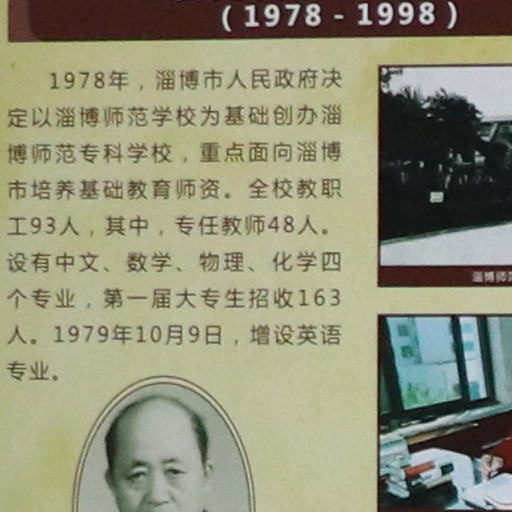 (1978-1998)
1978年，淄博市人民政府决
定以淄博师范学校为基础创办淄
博师范专科学校，重点面向淄博
市培养基础教育师资。全校教职
工93人，其中，专任教师48人。
设有中文、数学、物理、化学四
个专业，第一届大专生招收163
人。1979年10月9日，增设英语
专业。
淄博师